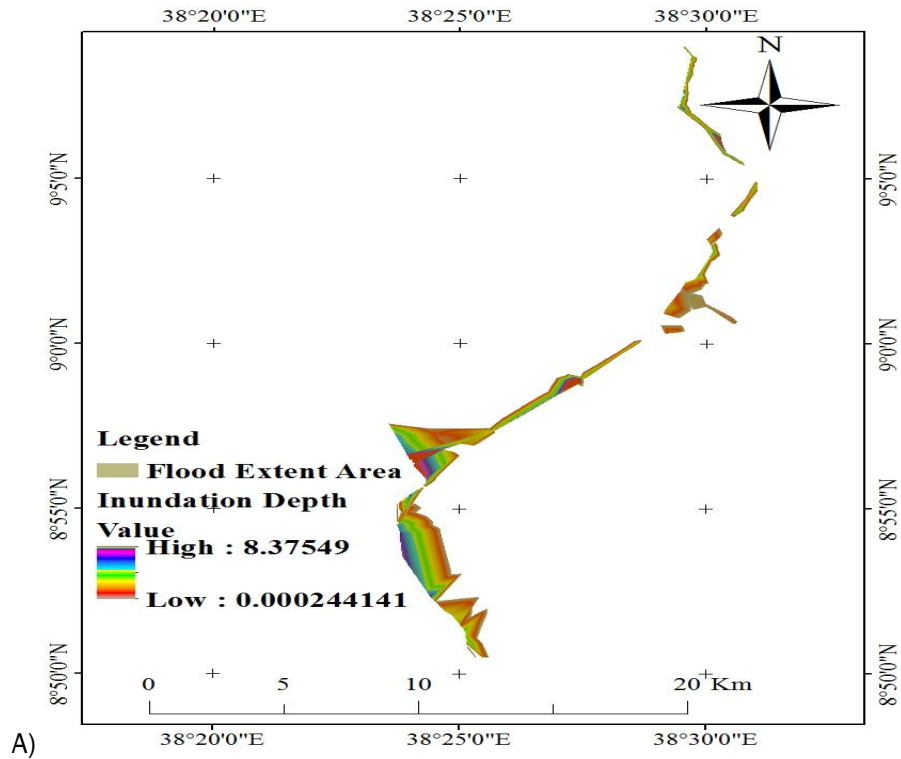 38°20'0"E 38°25'0"E 38°30'0"E
N
9°5'0"N 9°5'0"N
9°0'0"N 9°0'0"N
Legend
Flood Extent Area
Inundation Depth
Value
High : 8.37549
Low : 0.000244141
8°55'0"N 8°55'0"N
8°50'0"N 8°50'0"N
0 5 10 20 Km
38°20'0"E 38°25'0"E 38°30'0"E
A)